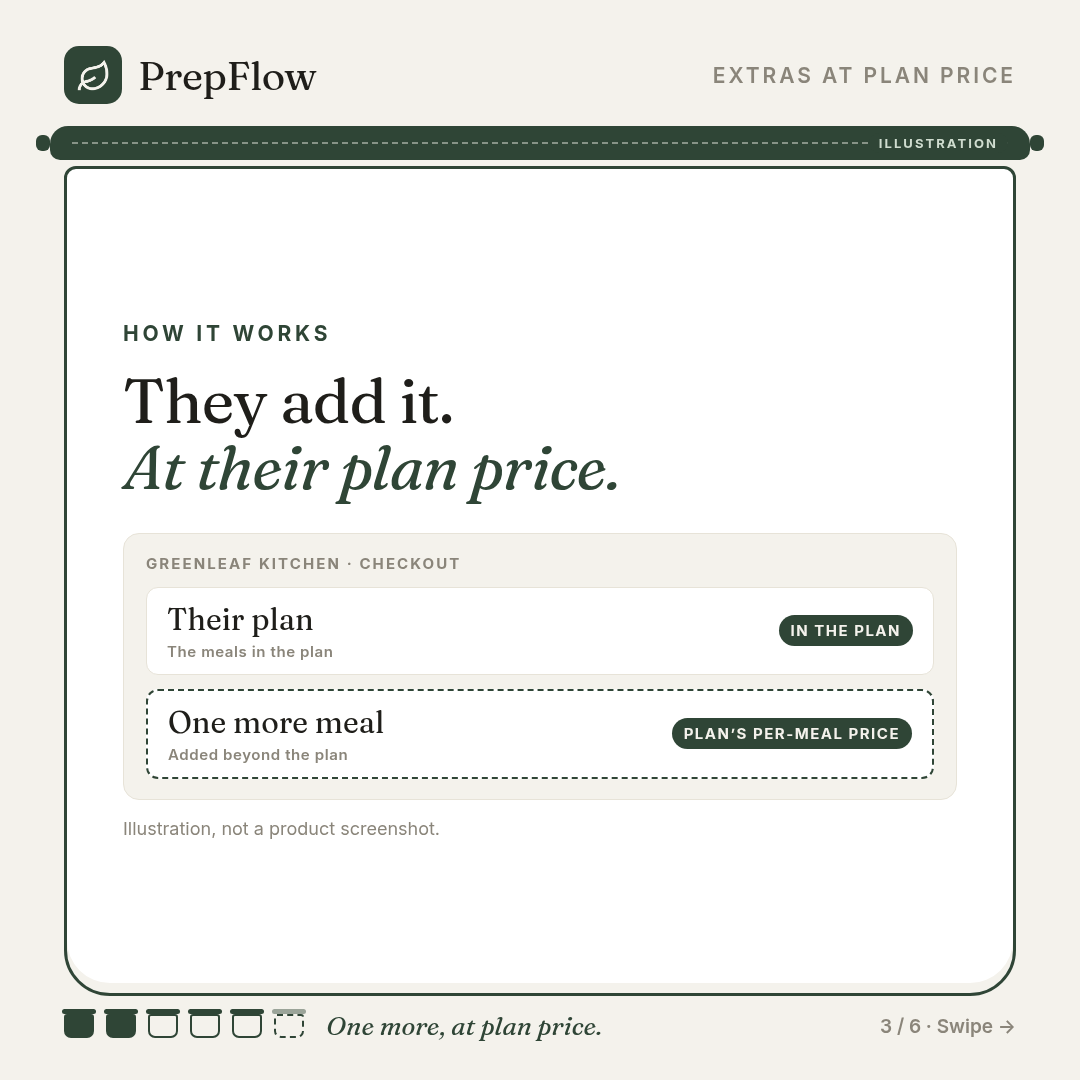 PrepFlow
EXTRAS AT PLAN PRICE
ILLUSTRATION
HOW IT WORKS
They add it.
At their plan price.
GREENLEAF KITCHEN · CHECKOUT
Their plan
The meals in the plan
IN THE PLAN
One more meal
Added beyond the plan
PLAN’S PER-MEAL PRICE
Illustration, not a product screenshot.
One more, at plan price.
3 / 6 · Swipe →